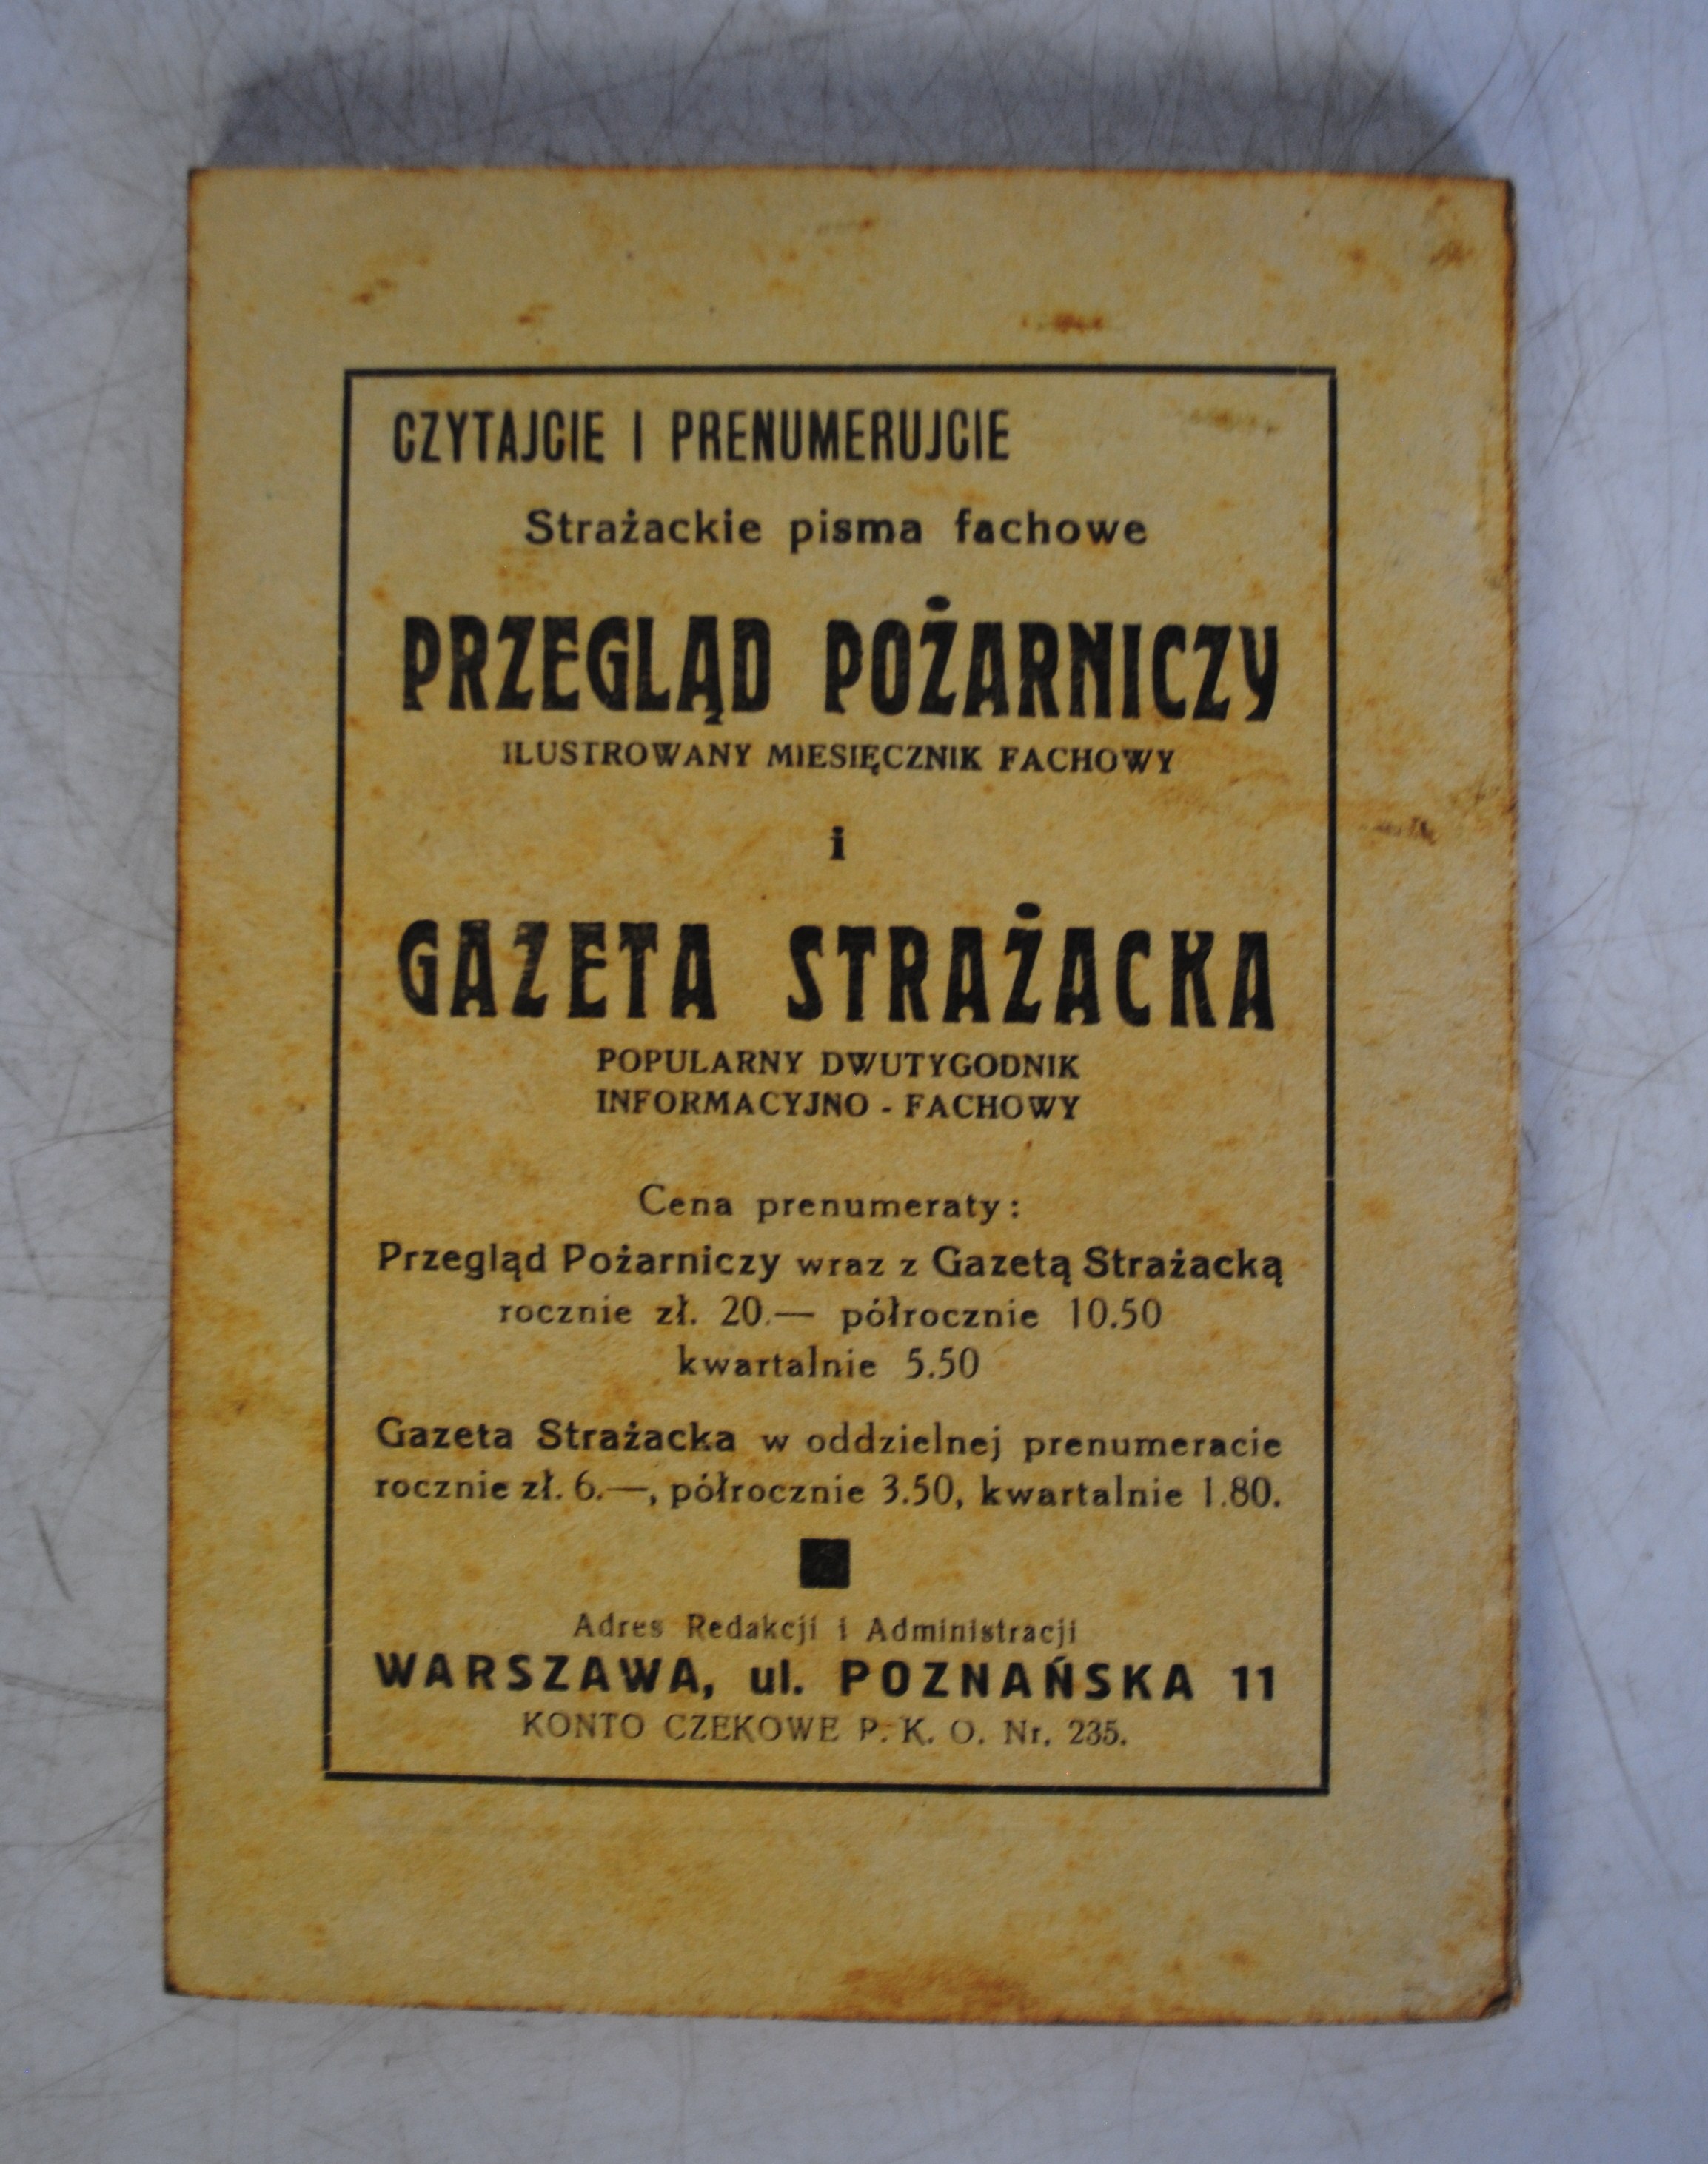 CZYTAJCIE I PRENUMERUJCIE
Strażackie pisma fachowe
PRZEGLĄD POŻARNICZY
ILUSTROWANY MIESIĘCZNIK FACHOWY
i
GAZETA STRAŻACKA
POPULARNY DWUTYGODNIK
INFORMACYJNO - FACHOWY
Cena prenumeraty:
Przegląd Pożarniczy wraz z Gazetą Strażacką
rocznie zł. 20.— półrocznie 10.50
kwartalnie 5.50
Gazeta Strażacka w oddzielnej prenumeracie
rocznie zł. 6.—, półrocznie 3.50, kwartalnie 1.80.
Adres Redakcji i Administracji
WARSZAWA, ul. POZNAŃSKA 11
KONTO CZEKOWE P. K. O. Nr. 235.